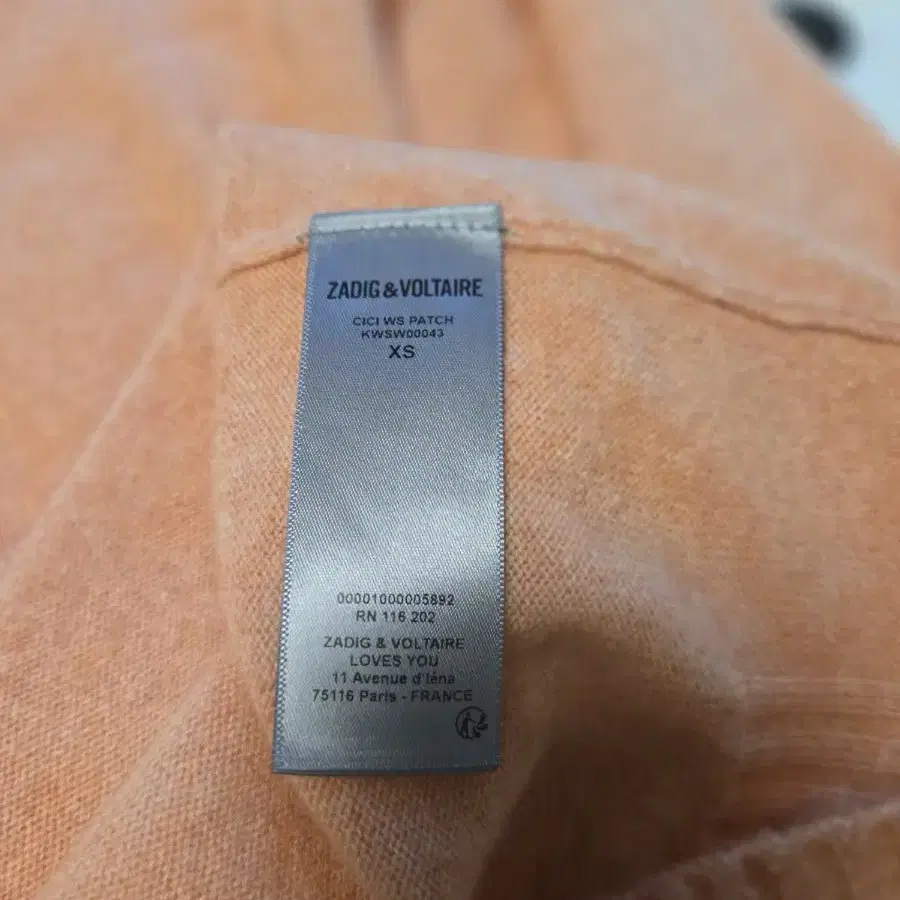 ZADIG & VOLTAIRE
CICI WS PATCH
KWSW00043
XS
00001000005892
RN 116 202
ZADIG & VOLTAIRE
LOVES YOU
11 Avenue d'Iéna
75116 Paris - FRANCE